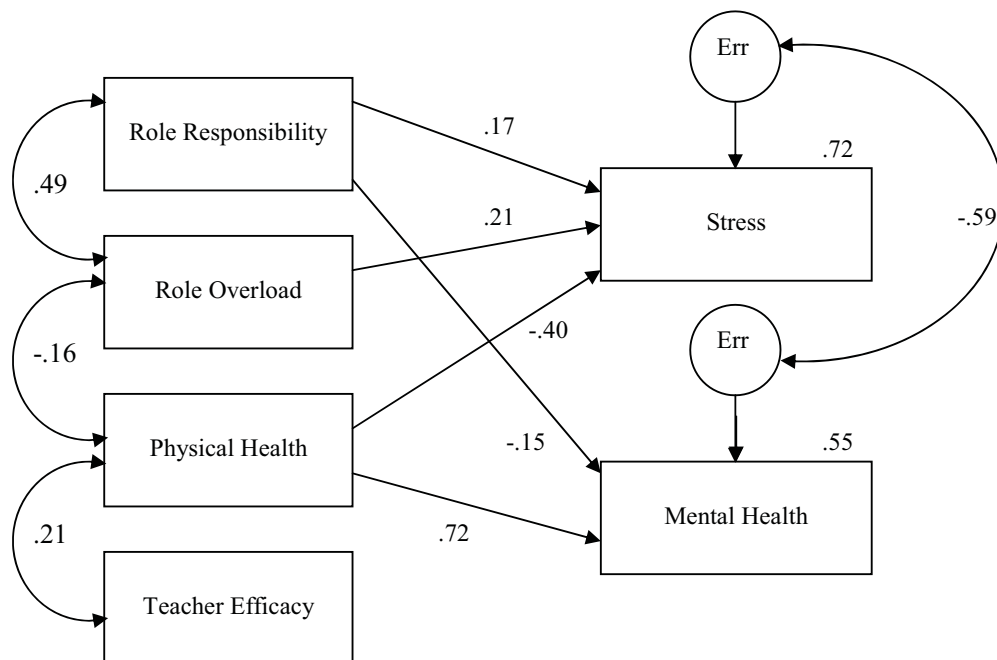 Err
Role Responsibility
.17
.72
.49
Stress
-.59
.21
Role Overload
Err
-.16
-.40
Physical Health
-.15
.55
Mental Health
.21
.72
Teacher Efficacy